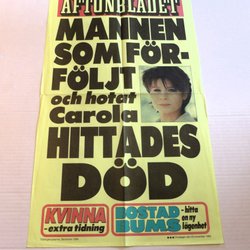 AFTONBLADET
MANNEN
SOM FÖR-
FÖLJT
och hotat
Carola
HITTADES
DÖD
KVINNA
- extra tidning
BOSTAD
BUMS
- hitta
en ny
lägenhet